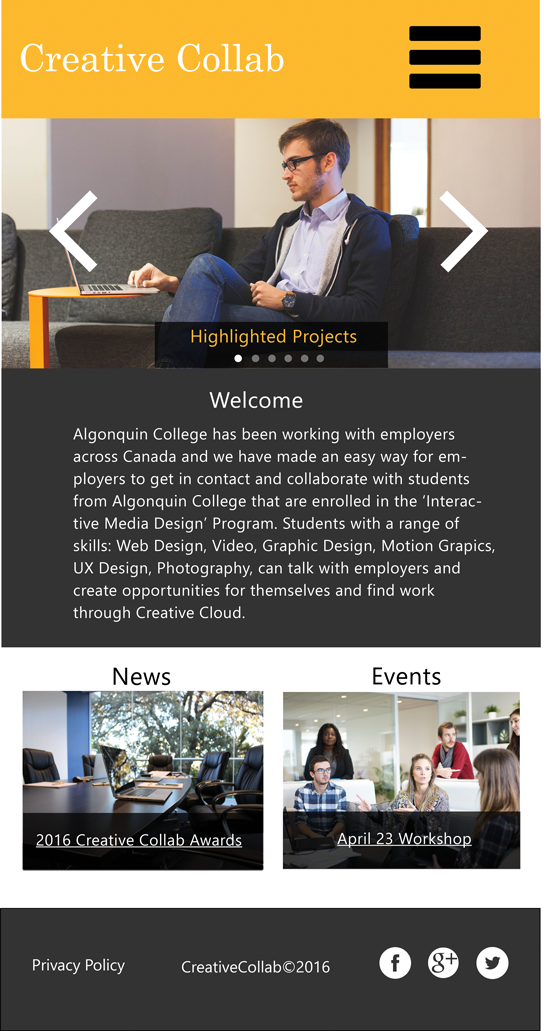 Creative Collab
Highlighted Projects
Welcome
Algonquin College has been working with employers
across Canada and we have made an easy way for em-
ployers to get in contact and collaborate with students
from Algonquin College that are enrolled in the ‘Interac-
tive Media Design’ Program. Students with a range of
skills: Web Design, Video, Graphic Design, Motion Grapics,
UX Design, Photography, can talk with employers and
create opportunities for themselves and find work
through Creative Cloud.
News
Events
2016 Creative Collab Awards
April 23 Workshop
Privacy Policy
CreativeCollab©2016
f
g+